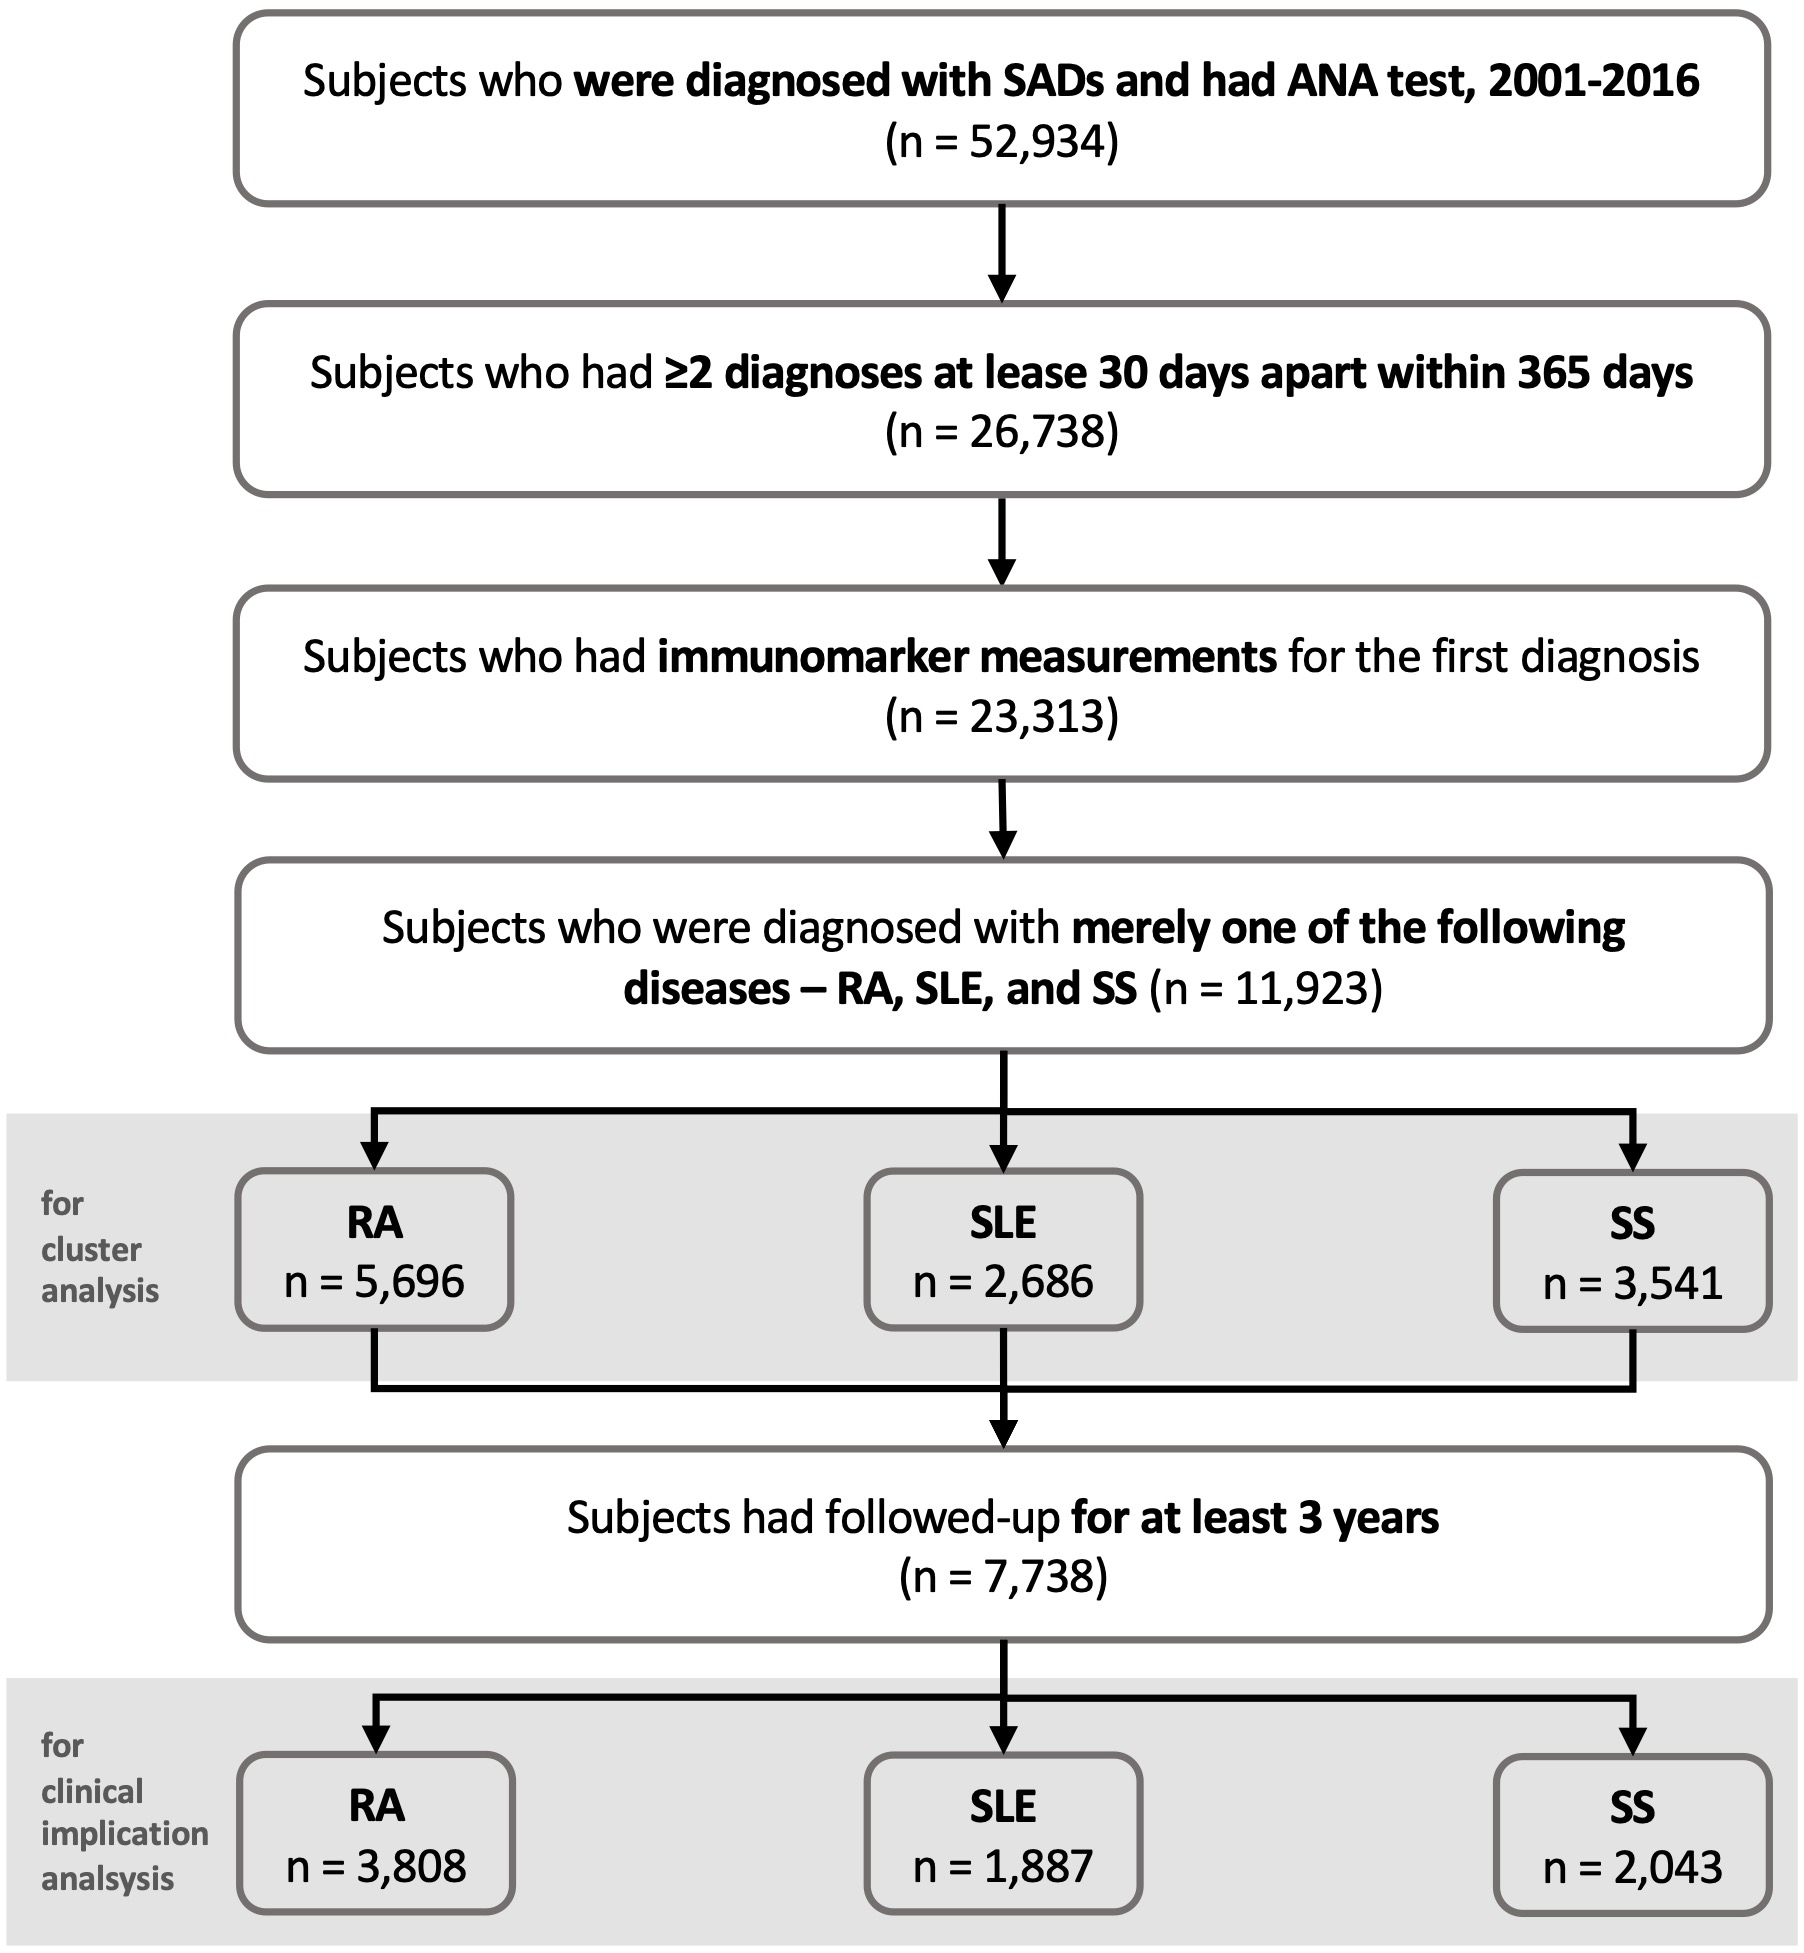 Subjects who were diagnosed with SADs and had ANA test, 2001-2016
(n = 52,934)
Subjects who had ≥2 diagnoses at lease 30 days apart within 365 days
(n = 26,738)
Subjects who had immunomarker measurements for the first diagnosis
(n = 23,313)
Subjects who were diagnosed with merely one of the following
diseases – RA, SLE, and SS (n = 11,923)
for
cluster
analysis
RA
n = 5,696
SLE
n = 2,686
SS
n = 3,541
Subjects had followed-up for at least 3 years
(n = 7,738)
for
clinical
implication
analsysis
RA
n = 3,808
SLE
n = 1,887
SS
n = 2,043